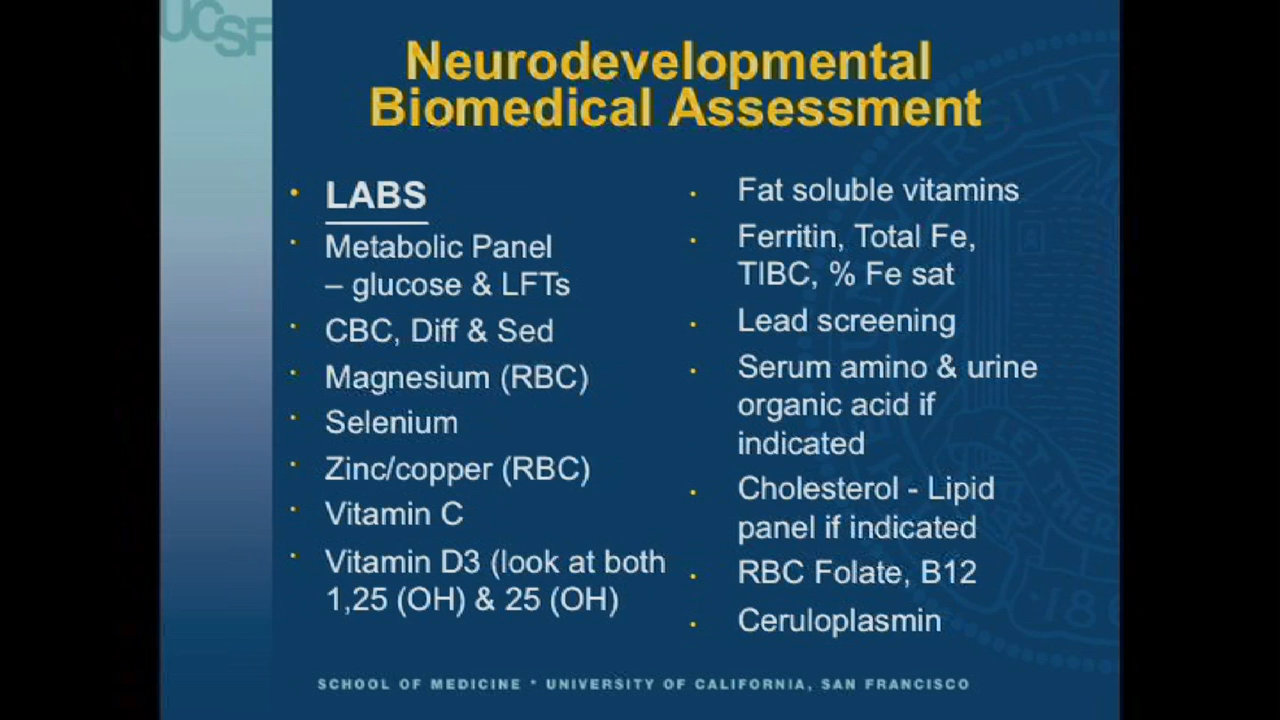 UCSF
Neurodevelopmental
Biomedical Assessment
• LABS
• Metabolic Panel
– glucose & LFTs
• CBC, Diff & Sed
• Magnesium (RBC)
• Selenium
• Zinc/copper (RBC)
• Vitamin C
• Vitamin D3 (look at both
1,25 (OH) & 25 (OH)
• Fat soluble vitamins
• Ferritin, Total Fe,
TIBC, % Fe sat
• Lead screening
• Serum amino & urine
organic acid if
indicated
• Cholesterol - Lipid
panel if indicated
• RBC Folate, B12
• Ceruloplasmin
SCHOOL OF MEDICINE * UNIVERSITY OF CALIFORNIA, SAN FRANCISCO